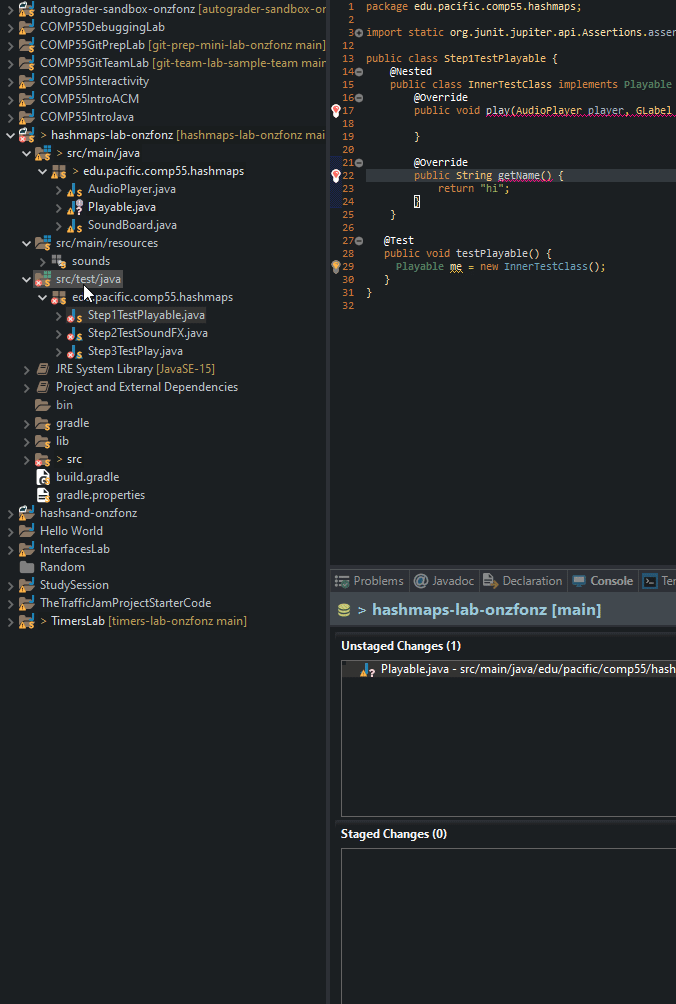 autograder-sandbox-onzfonz [autograder-sandbox-or
COMP55DebuggingLab
COMP55GitPrepLab [git-prep-mini-lab-onzfonz main]
COMP55GitTeamLab [git-team-lab-sample-team main
COMP55Interactivity
COMP55IntroACM
COMP55IntroJava
> hashmaps-lab-onzfonz [hashmaps-lab-onzfonz mai
> src/main/java
> edu.pacific.comp55.hashmaps
AudioPlayer.java
Playable.java
SoundBoard.java
src/main/resources
sounds
src/test/java
edu.pacific.comp55.hashmaps
Step1TestPlayable.java
Step2TestSoundFX.java
Step3TestPlay.java
JRE System Library [JavaSE-15]
Project and External Dependencies
bin
gradle
lib
> src
build.gradle
gradle.properties
hashsand-onzfonz
Hello World
InterfacesLab
Random
StudySession
TheTrafficJamProjectStarterCode
> TimersLab [timers-lab-onzfonz main]
1 package edu.pacific.comp55.hashmaps;
2
3 import static org.junit.jupiter.api.Assertions.asser
12
13 public class Step1TestPlayable {
14 @Nested
15 public class InnerTestClass implements Playable
16 @Override
17 public void play(AudioPlayer player, GLabel
18
19 }
20
21 @Override
22 public String getName() {
23 return "hi";
24 }
25 }
26
27 @Test
28 public void testPlayable() {
29 Playable me = new InnerTestClass();
30 }
31 }
32
Problems @ Javadoc Declaration Console Ter
> hashmaps-lab-onzfonz [main]
Unstaged Changes (1)
Playable.java - src/main/java/edu/pacific/comp55/hash
Staged Changes (0)